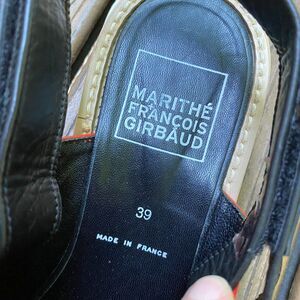 MARITHÉ
FRANÇOIS
GIRBAUD
39
MADE IN FRANCE